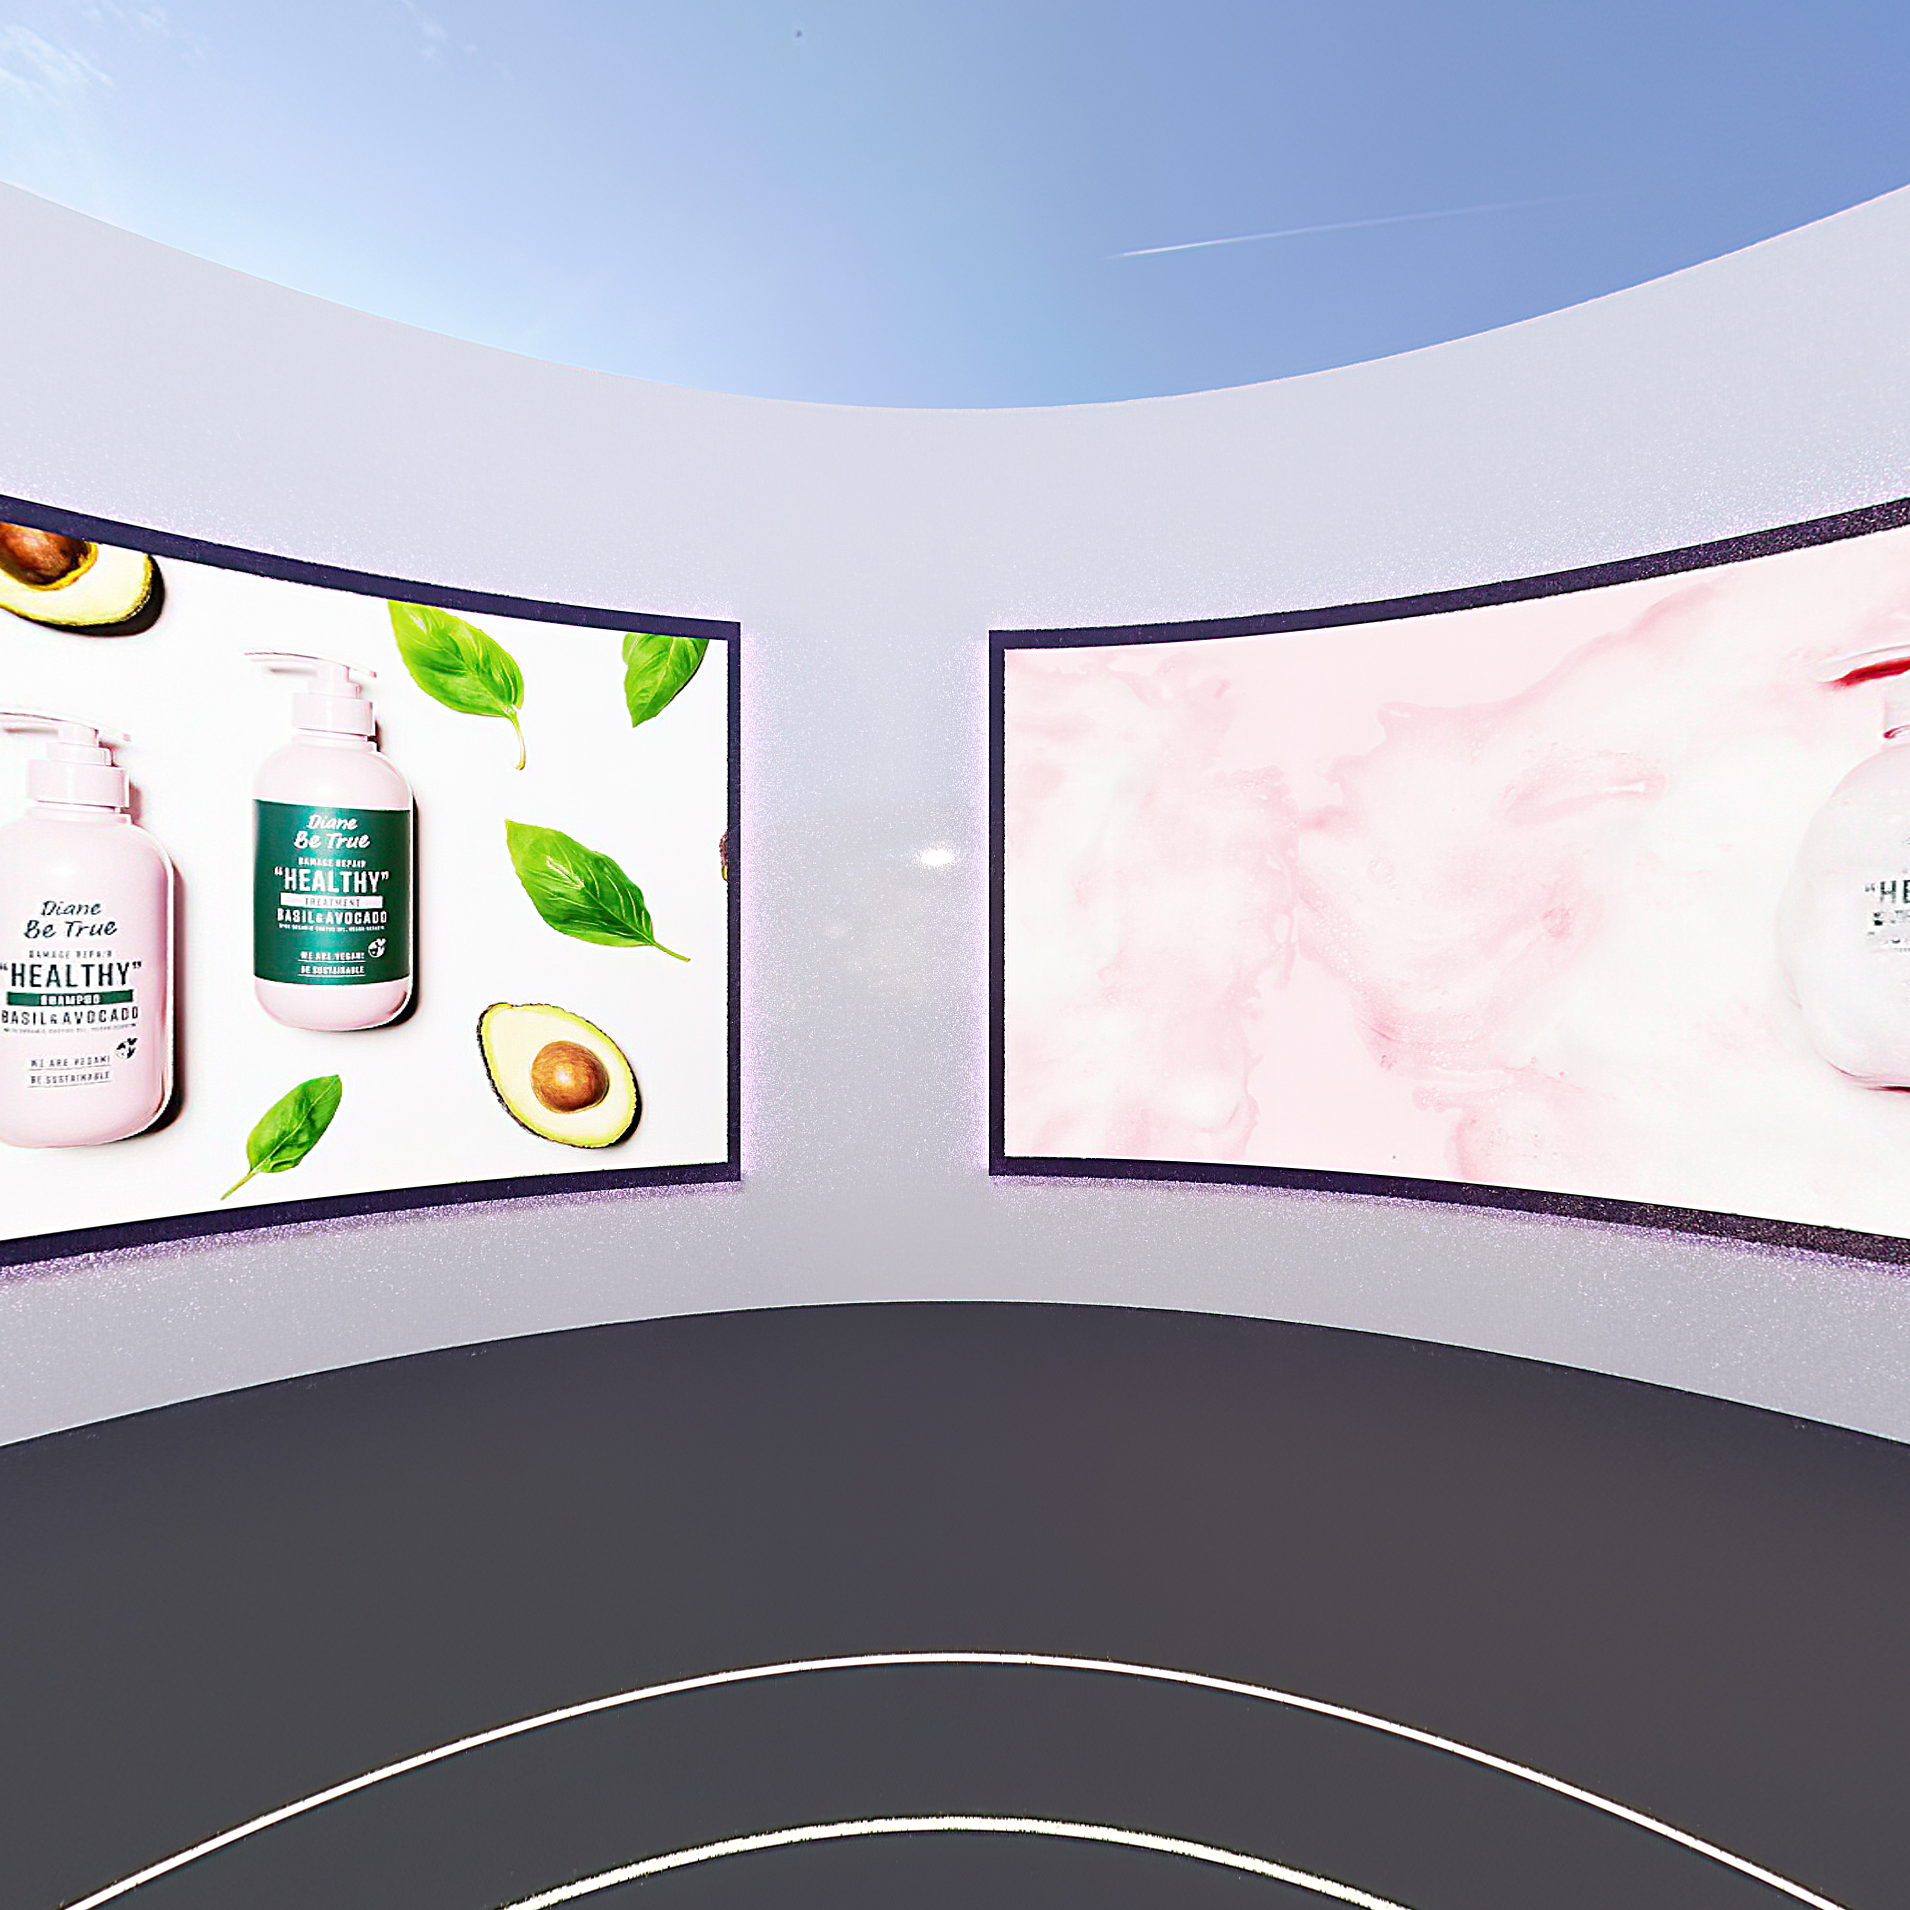 Diane
Be True
DAMAGE REPAIR
"HEALTHY"
SHAMPOO
BASIL&AVOCADO
WE ARE VEGAN!
BE SUSTAINABLE
Diane
Be True
DAMAGE REPAIR
"HEALTHY"
TREATMENT
BASIL&AVOCADO
WE ARE VEGAN!
BE SUSTAINABLE
"HE